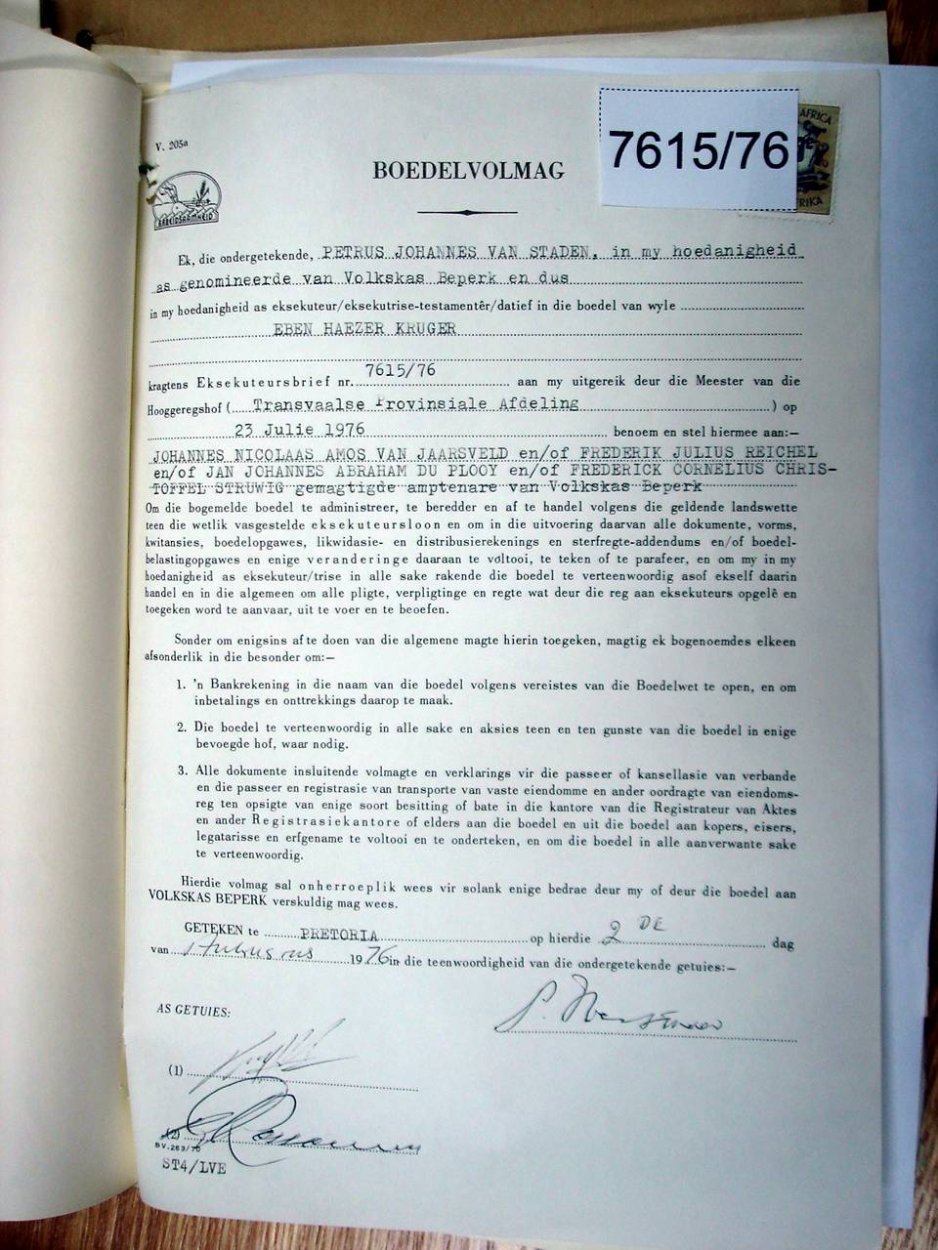 7615/76
AFRICA
RIKA
V. 205a
BOEDELVOLMAG
ARBEIDSAAMHEID
Ek, die ondergetekende, PETRUS JOHANNES VAN STADEN, in my hoedanigheid
as genomineerde van Volkskas Beperk en dus
in my hoedanigheid as eksekuteur/eksekutrise-testamentêr/datief in die boedel van wyle
EBEN HAEZER KRUGER
kragtens Eksekuteursbrief nr. 7615/76 aan my uitgereik deur die Meester van die
Hooggeregshof (Transvaalse Provinsiale Afdeling) op
23 Julie 1976 benoem en stel hiermee aan:—
JOHANNES NICOLAAS AMOS VAN JAARSVELD en/of FREDERIK JULIUS REICHEL
en/of JAN JOHANNES ABRAHAM DU PLOOY en/of FREDERICK CORNELIUS CHRIS-
TOFFEL STRUWIG gemagtigde amptenare van Volkskas Beperk
Om die bogemelde boedel te administreer, te beredder en af te handel volgens die geldende landswette
teen die wetlik vasgestelde eksekuteursloon en om in die uitvoering daarvan alle dokumente, vorms,
kwitansies, boedelopgawes, likwidasie- en distribusierekenings en sterfregte-addendums en/of boedel-
belastingopgawes en enige veranderinge daaraan te voltooi, te teken of te parafeer, en om my in my
hoedanigheid as eksekuteur/trise in alle sake rakende die boedel te verteenwoordig asof ekself daarin
handel en in die algemeen om alle pligte, verpligtinge en regte wat deur die reg aan eksekuteurs opgelê en
toegeken word te aanvaar, uit te voer en te beoefen.
Sonder om enigsins af te doen van die algemene magte hierin toegeken, magtig ek bogenoemdes elkeen
afsonderlik in die besonder om:—
1. 'n Bankrekening in die naam van die boedel volgens vereistes van die Boedelwet te open, en om
inbetalings en onttrekkings daarop te maak.
2. Die boedel te verteenwoordig in alle sake en aksies teen en ten gunste van die boedel in enige
bevoegde hof, waar nodig.
3. Alle dokumente insluitende volmagte en verklarings vir die passeer of kansellasie van verbande
en die passeer en registrasie van transporte van vaste eiendomme en ander oordragte van eiendoms-
reg ten opsigte van enige soort besitting of bate in die kantore van die Registrateur van Aktes
en ander Registrasiekantore of elders aan die boedel en uit die boedel aan kopers, eisers,
legatarisse en erfgename te voltooi en te onderteken, en om die boedel in alle aanverwante sake
te verteenwoordig.
Hierdie volmag sal onherroeplik wees vir solank enige bedrae deur my of deur die boedel aan
VOLKSKAS BEPERK verskuldig mag wees.
GETEKEN te PRETORIA op hierdie 2 DE dag
van Augustus 1976 in die teenwoordigheid van die ondergetekende getuies:—
AS GETUIES:
(1)
(2)
BV.263/70
ST4/LVE